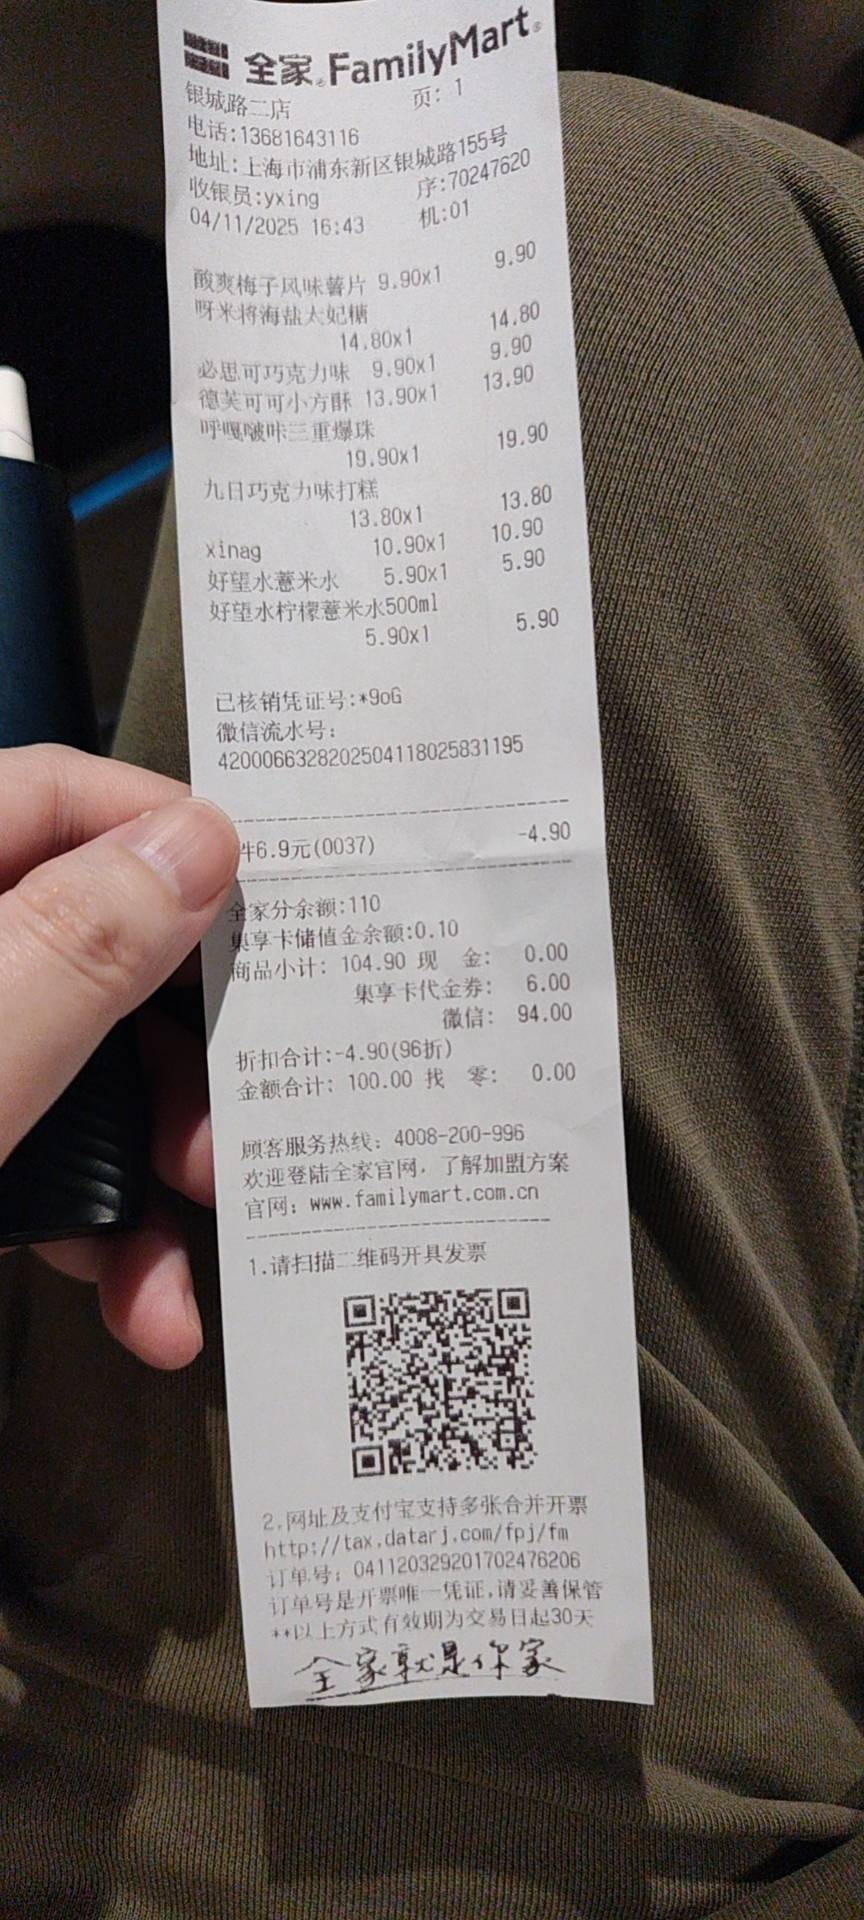 全家 FamilyMart
银城路二店 页: 1
电话:13681643116
地址:上海市浦东新区银城路155号
收银员:yxing 序:70247620
04/11/2025 16:43 机:01
酸爽梅子风味薯片 9.90x1 9.90
呀米将海盐太妃糖
14.80x1 14.80
必思可巧克力味 9.90x1 9.90
德芙可可小方酥 13.90x1 13.90
呼嘎啵咔三重爆珠
19.90x1 19.90
九日巧克力味打糕
13.80x1 13.80
xinag 10.90x1 10.90
好望水薏米水 5.90x1 5.90
好望水柠檬薏米水500ml
5.90x1 5.90
已核销凭证号:*9oG
微信流水号:
4200066328202504118025831195
件6.9元(0037) -4.90
全家分余额:110
集享卡储值金余额:0.10
商品小计: 104.90 现 金: 0.00
集享卡代金券: 6.00
微信: 94.00
折扣合计:-4.90(96折)
金额合计: 100.00 找 零: 0.00
顾客服务热线: 4008-200-996
欢迎登陆全家官网，了解加盟方案
官网: www.familymart.com.cn
1.请扫描二维码开具发票
2.网址及支付宝支持多张合并开票
http://tax.datarj.com/fpj/fm
订单号: 041120329201702476206
订单号是开票唯一凭证,请妥善保管
**以上方式有效期为交易日起30天
全家就是你家